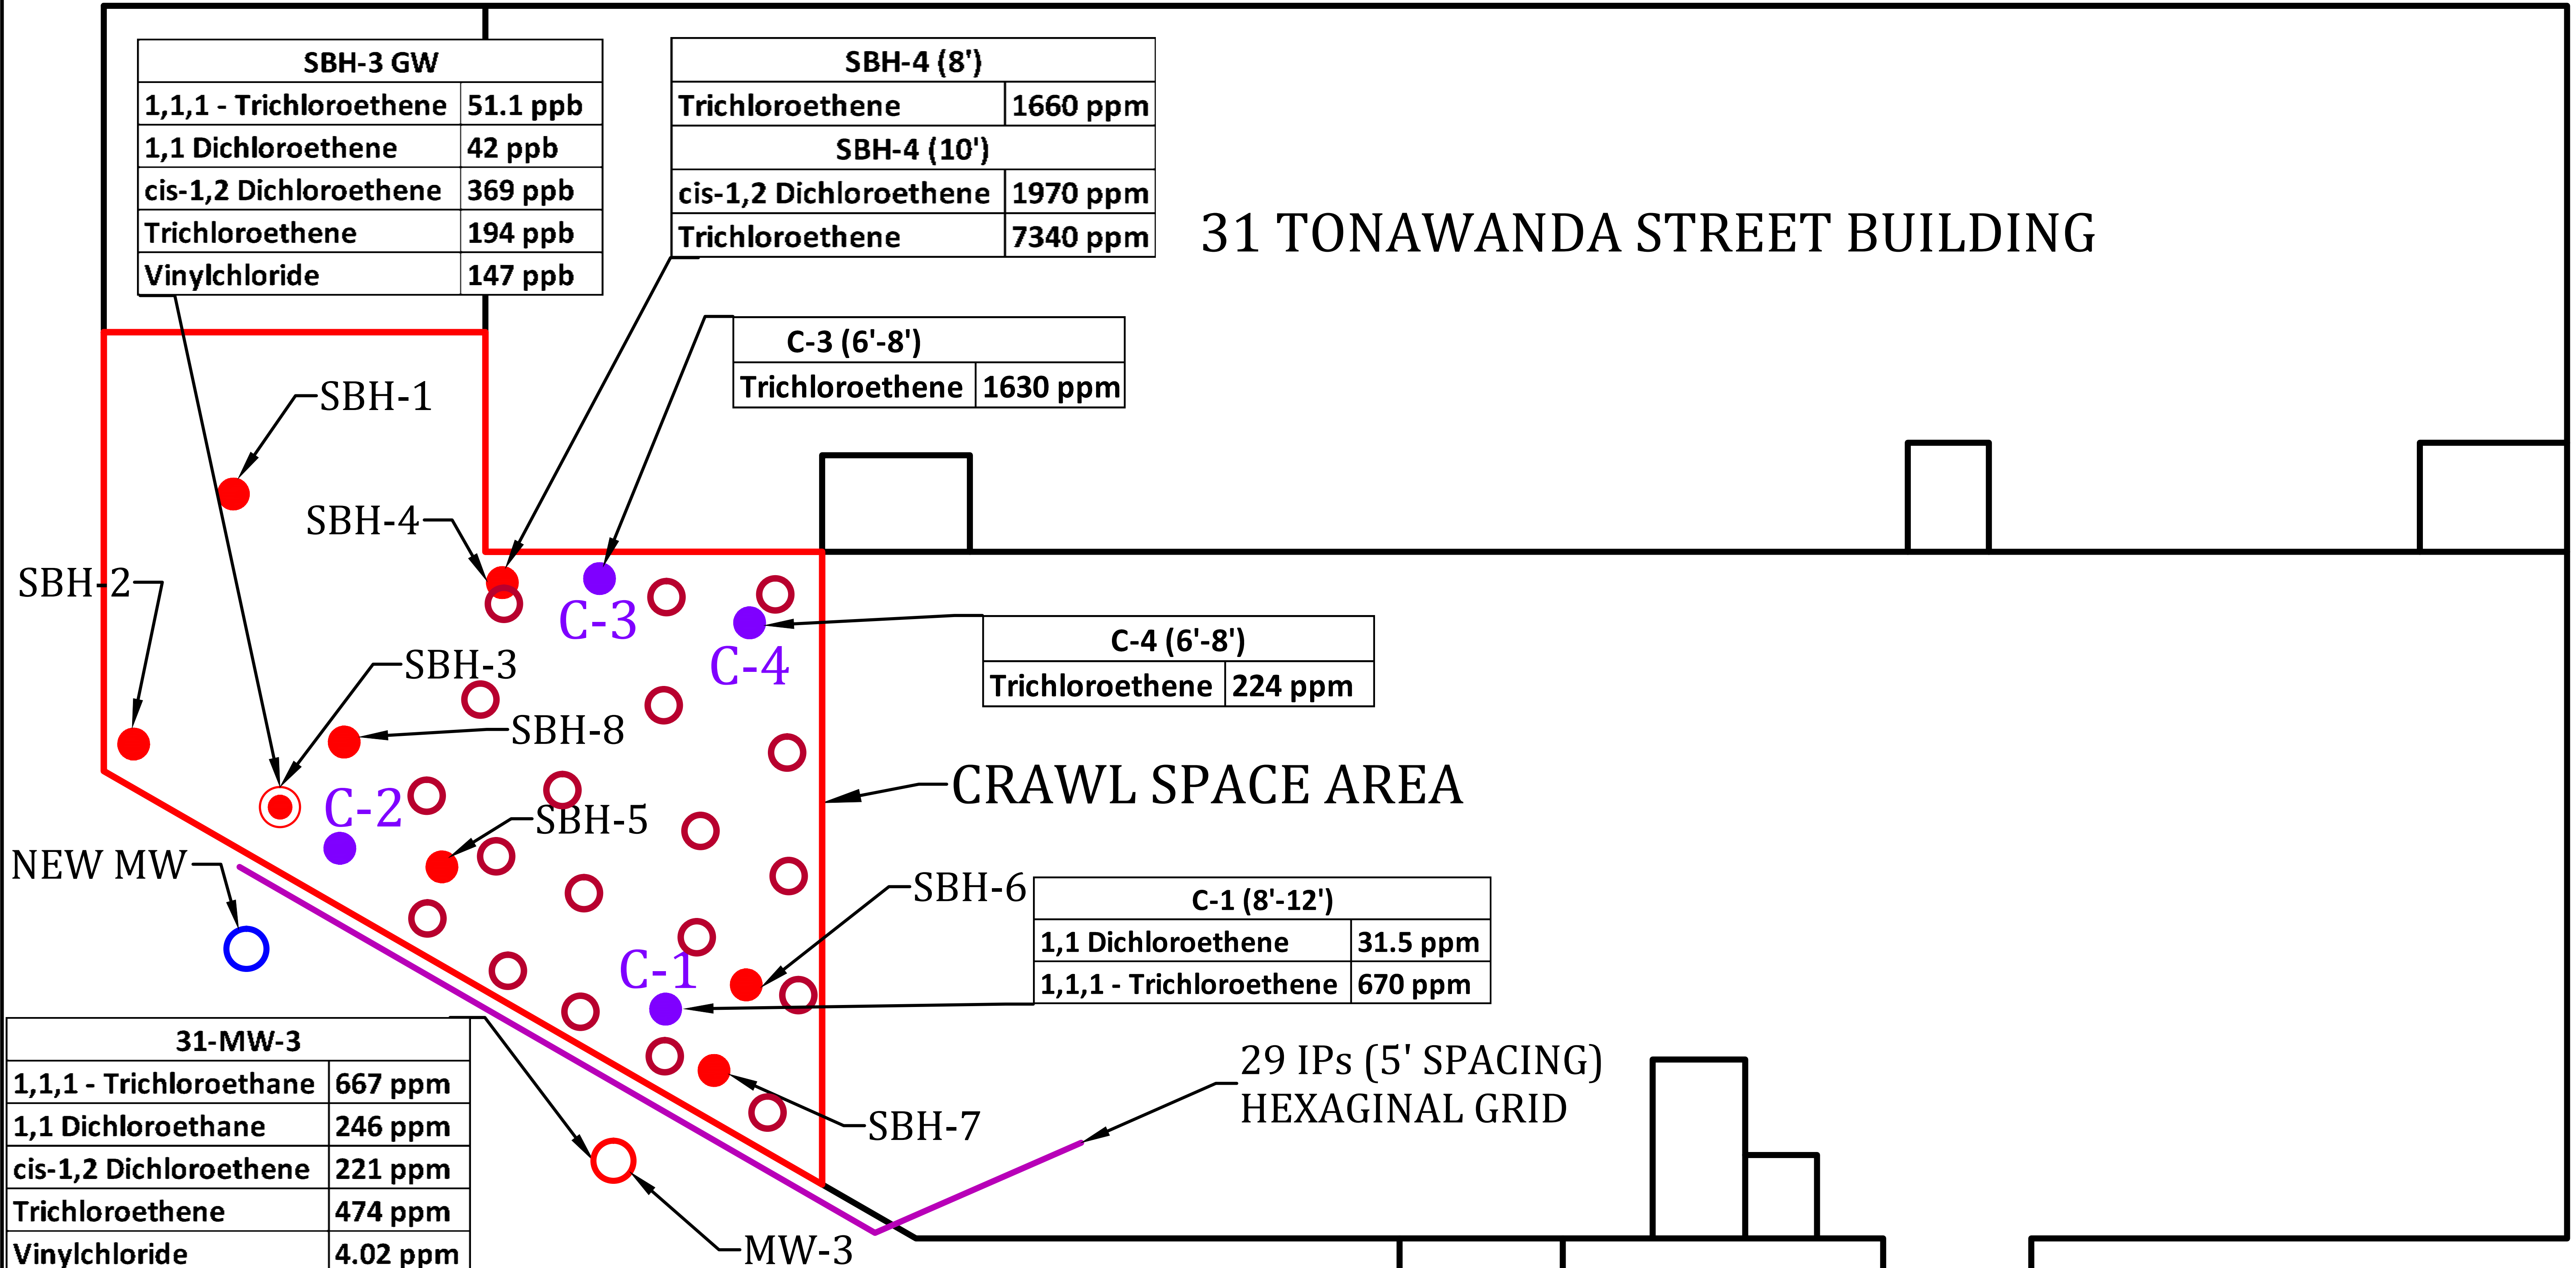 SBH-3 GW
1,1,1 - Trichloroethene 51.1 ppb
1,1 Dichloroethene 42 ppb
cis-1,2 Dichloroethene 369 ppb
Trichloroethene 194 ppb
Vinylchloride 147 ppb
SBH-4 (8')
Trichloroethene 1660 ppm
SBH-4 (10')
cis-1,2 Dichloroethene 1970 ppm
Trichloroethene 7340 ppm
31 TONAWANDA STREET BUILDING
C-3 (6'-8')
Trichloroethene 1630 ppm
SBH-1
SBH-4
SBH-2
C-3
C-4
C-4 (6'-8')
Trichloroethene 224 ppm
SBH-3
SBH-8
CRAWL SPACE AREA
C-2
SBH-5
NEW MW
SBH-6
C-1 (8'-12')
1,1 Dichloroethene 31.5 ppm
1,1,1 - Trichloroethene 670 ppm
C-1
31-MW-3
1,1,1 - Trichloroethane 667 ppm
1,1 Dichloroethane 246 ppm
cis-1,2 Dichloroethene 221 ppm
Trichloroethene 474 ppm
Vinylchloride 4.02 ppm
29 IPs (5' SPACING)
HEXAGINAL GRID
SBH-7
MW-3